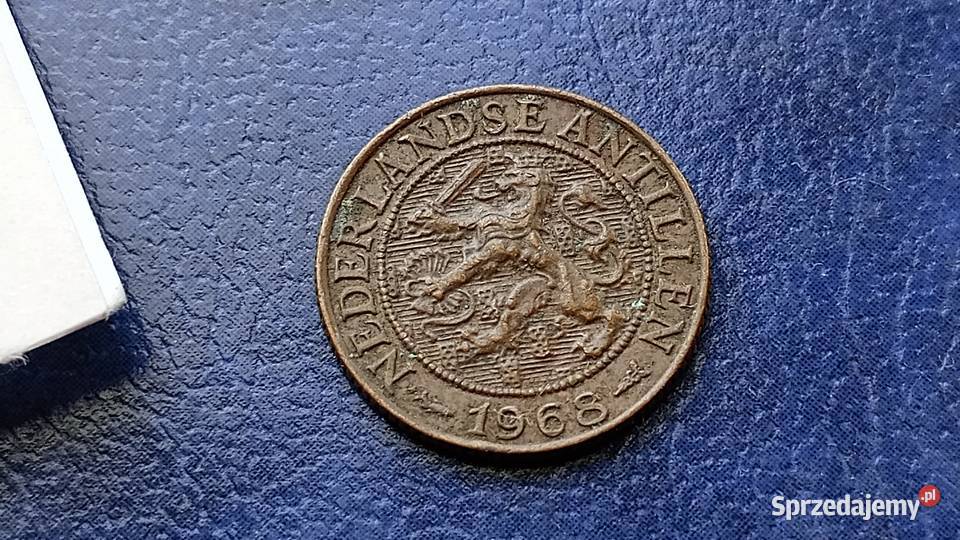 NEDERLANDSE ANTILLEN
1968
Sprzedajemy.pl